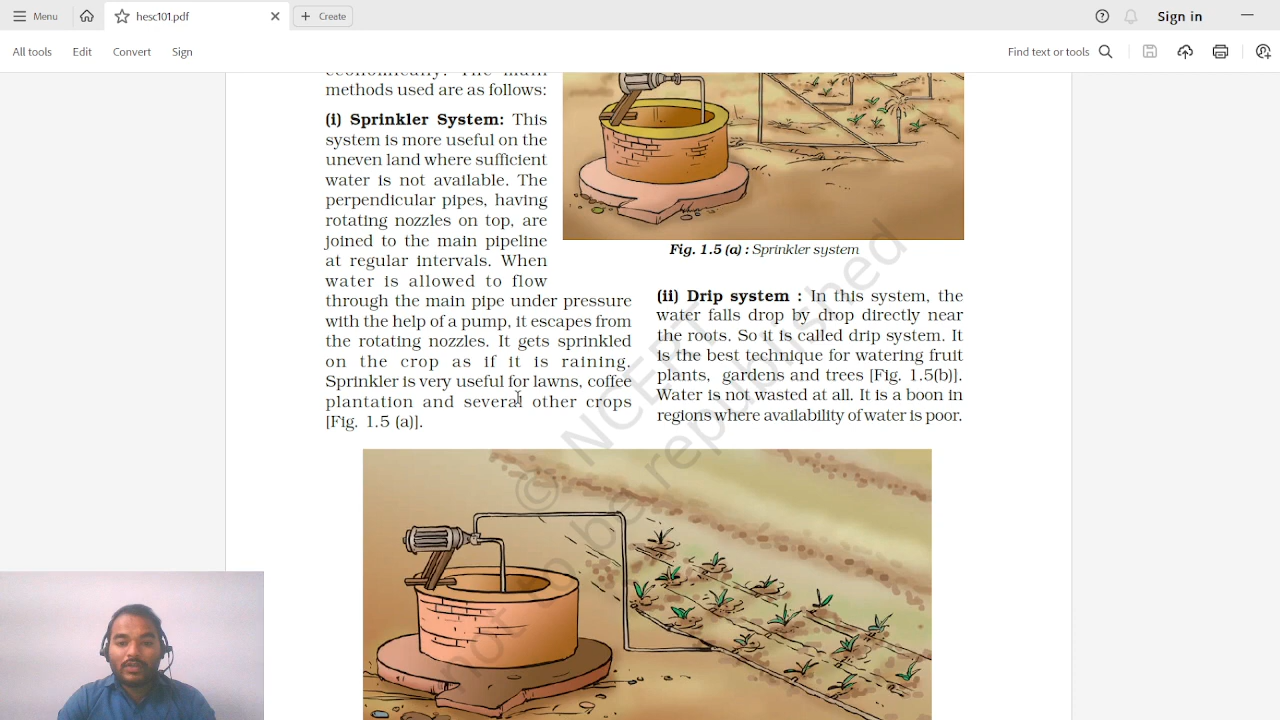 Menu
hesc101.pdf
Create
Sign in
All tools
Edit
Convert
Sign
Find text or tools
economically. The main
methods used are as follows:
(i) Sprinkler System: This
system is more useful on the
uneven land where sufficient
water is not available. The
perpendicular pipes, having
rotating nozzles on top, are
joined to the main pipeline
at regular intervals. When
water is allowed to flow
through the main pipe under pressure
with the help of a pump, it escapes from
the rotating nozzles. It gets sprinkled
on the crop as if it is raining.
Sprinkler is very useful for lawns, coffee
plantation and several other crops
[Fig. 1.5 (a)].
Fig. 1.5 (a) : Sprinkler system
(ii) Drip system : In this system, the
water falls drop by drop directly near
the roots. So it is called drip system. It
is the best technique for watering fruit
plants, gardens and trees [Fig. 1.5(b)].
Water is not wasted at all. It is a boon in
regions where availability of water is poor.
© NCERT
not to be republished